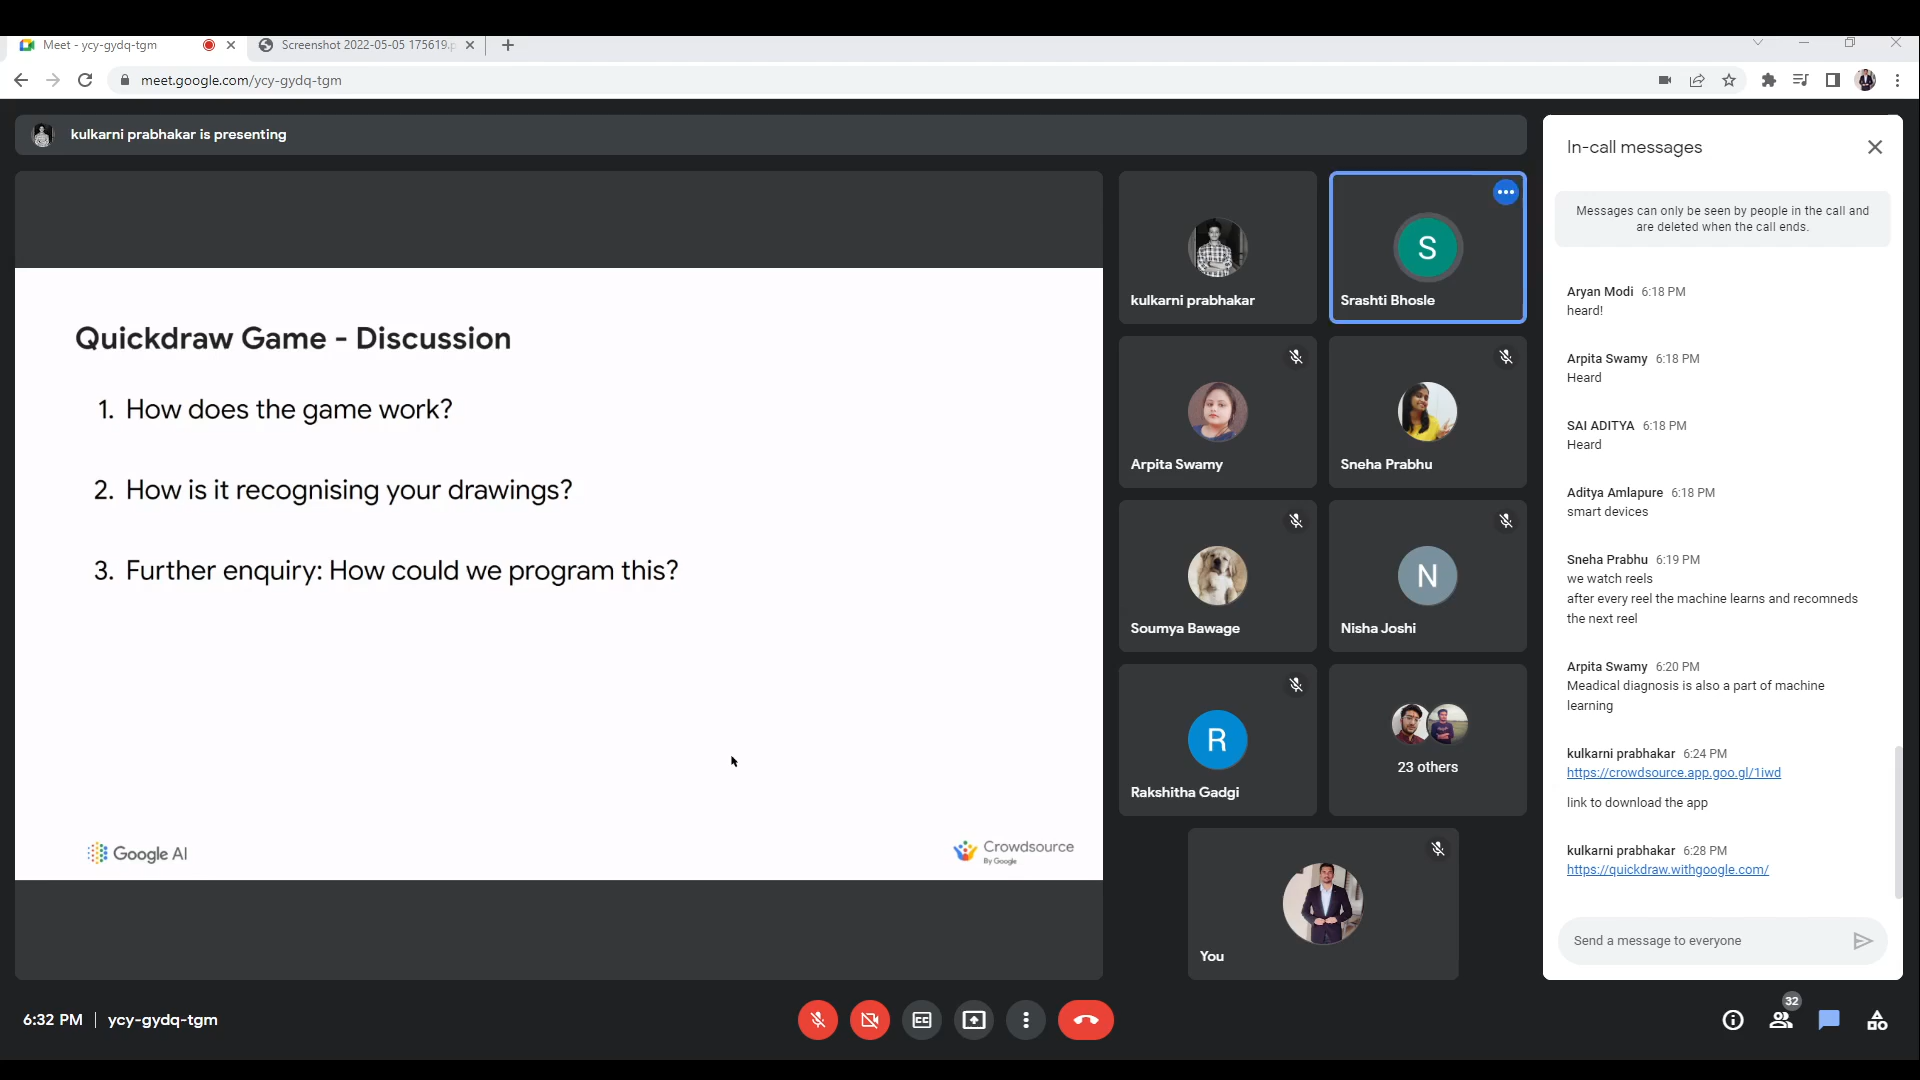 Meet - ycy-gydq-tgm
Screenshot 2022-05-05 175619.p
meet.google.com/ycy-gydq-tgm
kulkarni prabhakar is presenting
Quickdraw Game - Discussion
1. How does the game work?
2. How is it recognising your drawings?
3. Further enquiry: How could we program this?
Google AI
Crowdsource
By Google
kulkarni prabhakar
S
Srashti Bhosle
Arpita Swamy
Sneha Prabhu
Soumya Bawage
N
Nisha Joshi
R
Rakshitha Gadgi
23 others
You
In-call messages
Messages can only be seen by people in the call and
are deleted when the call ends.
Aryan Modi 6:18 PM
heard!
Arpita Swamy 6:18 PM
Heard
SAI ADITYA 6:18 PM
Heard
Aditya Amlapure 6:18 PM
smart devices
Sneha Prabhu 6:19 PM
we watch reels
after every reel the machine learns and recomneds
the next reel
Arpita Swamy 6:20 PM
Meadical diagnosis is also a part of machine
learning
kulkarni prabhakar 6:24 PM
https://crowdsource.app.goo.gl/1iwd
link to download the app
kulkarni prabhakar 6:28 PM
https://quickdraw.withgoogle.com/
Send a message to everyone
6:32 PM | ycy-gydq-tgm
CC
32